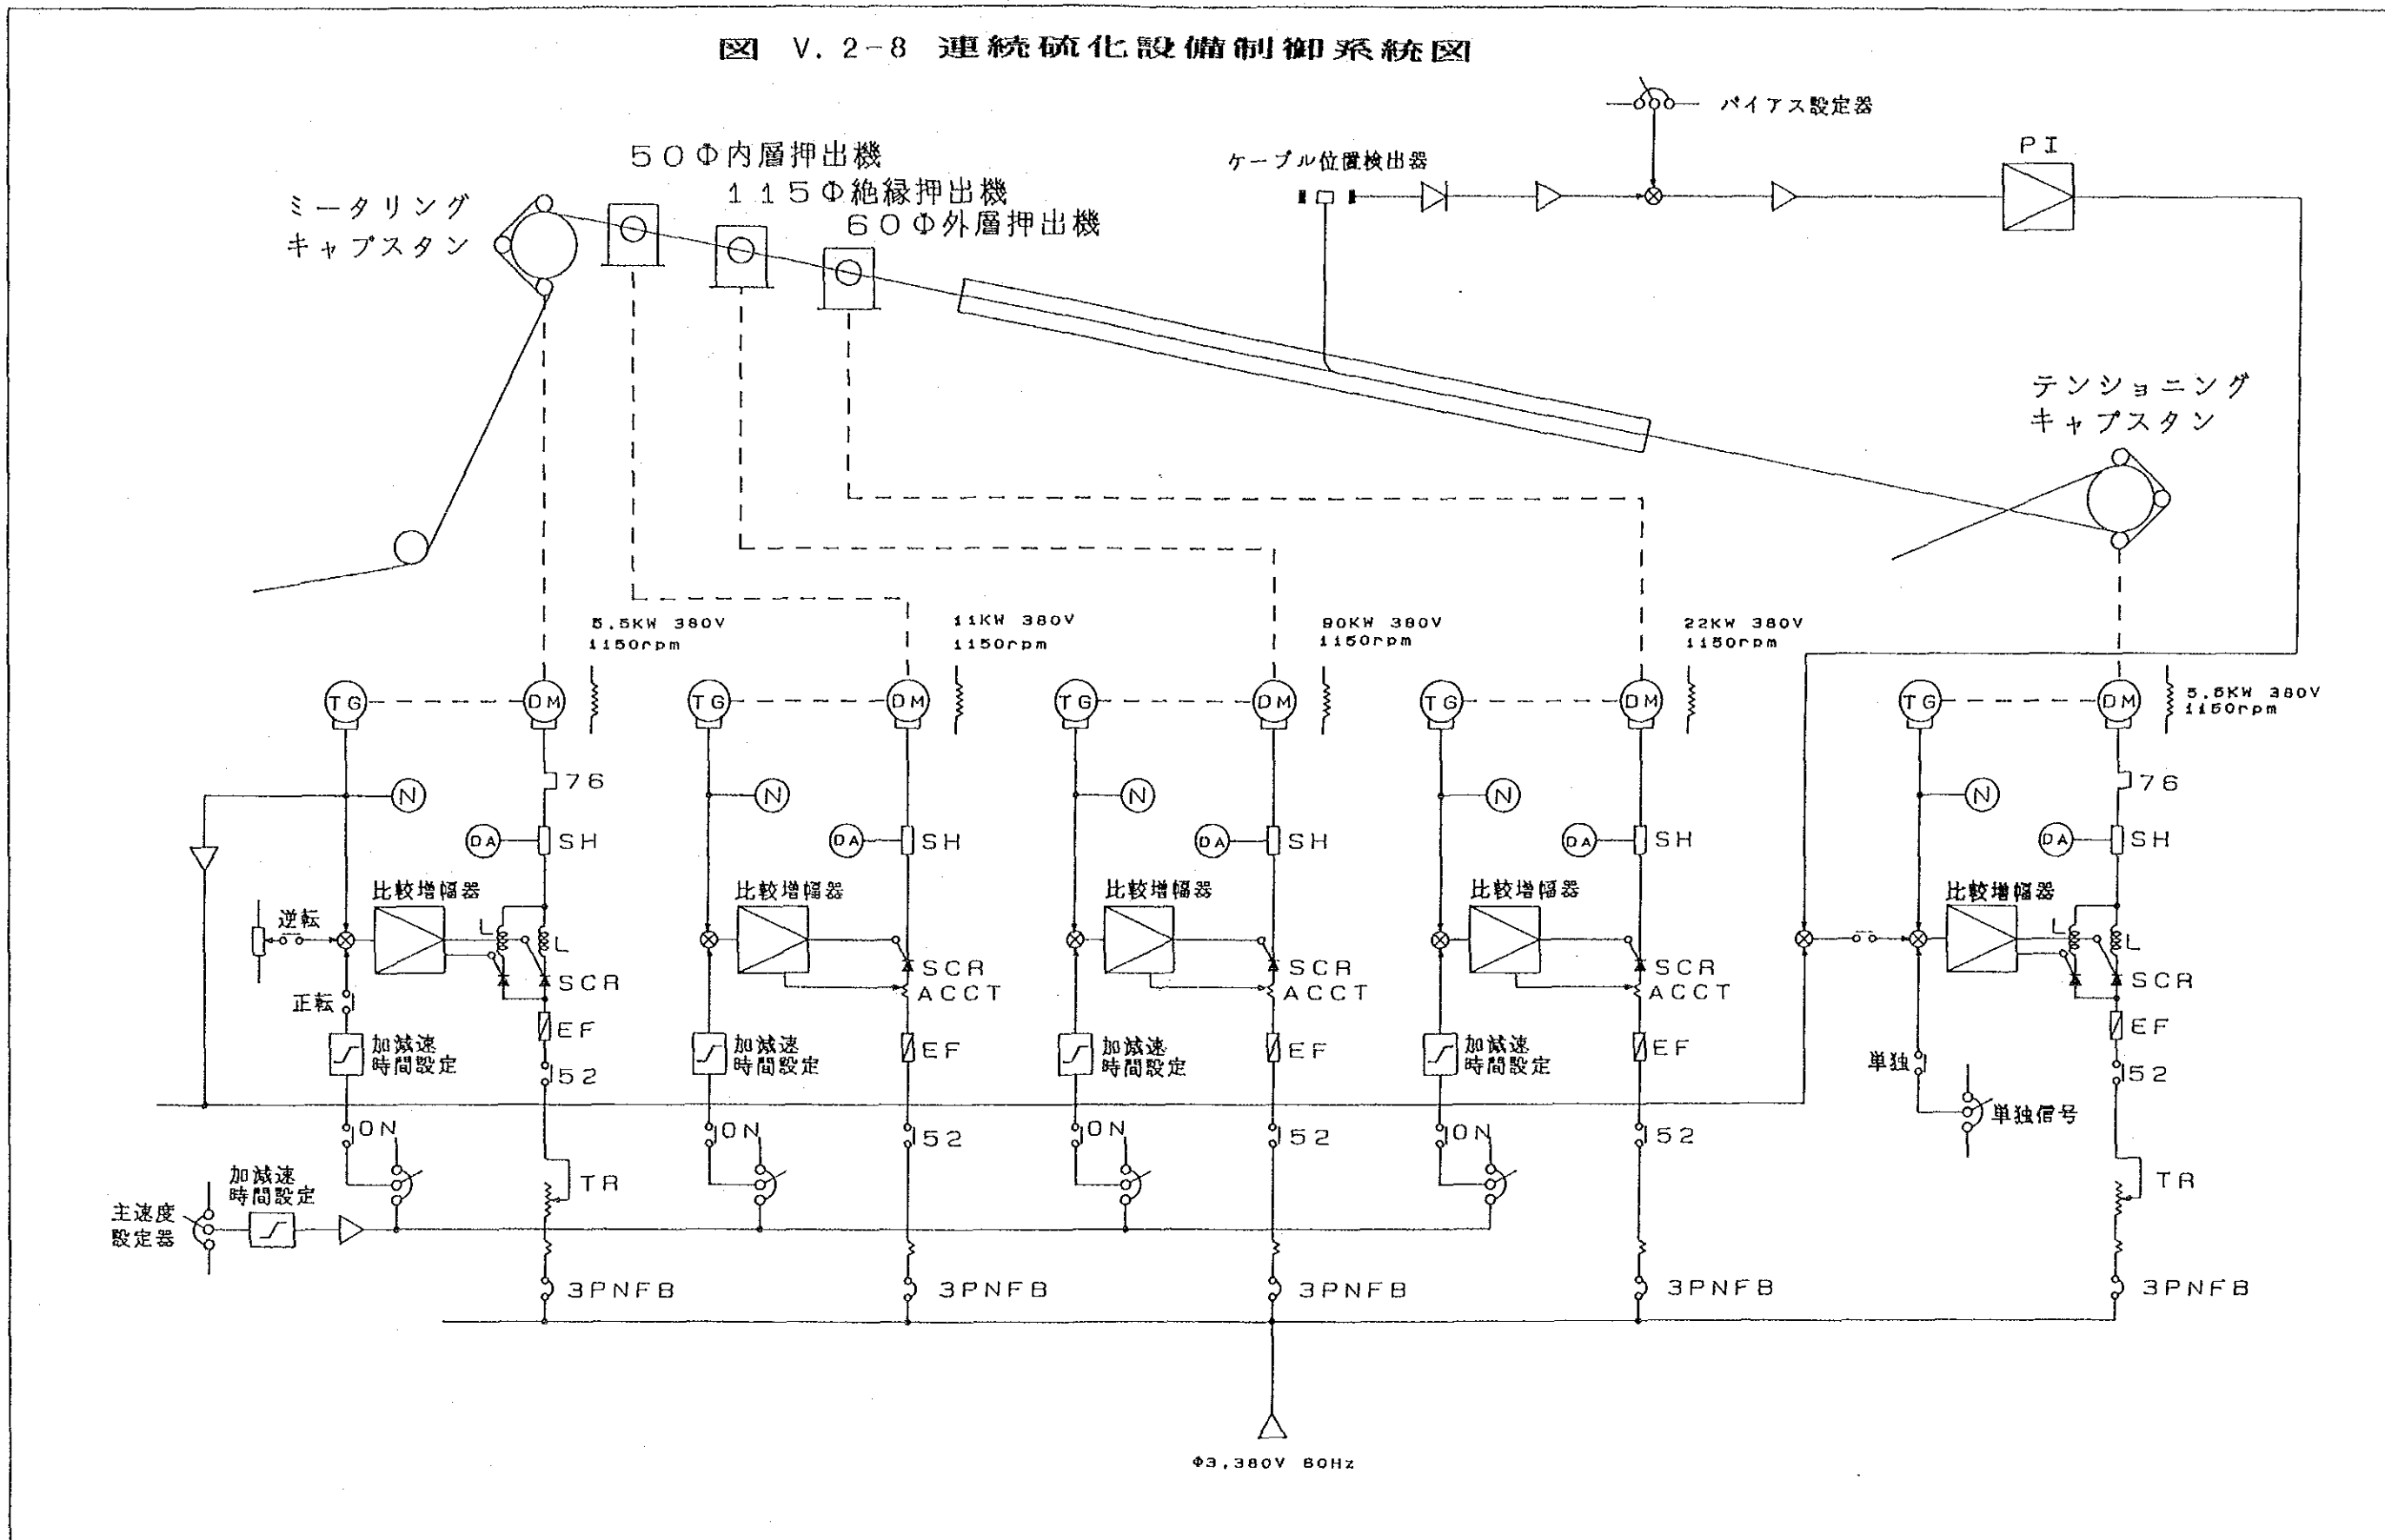 図 V.2-8 連続硫化設備制御系統図
バイアス設定器
PI
ケーブル位置検出器
50Φ内層押出機
115Φ絶縁押出機
60Φ外層押出機
ミータリング
キャプスタン
テンショニング
キャプスタン
5.5KW 380V
1150rpm
11KW 380V
1150rpm
90KW 380V
1150rpm
22KW 380V
1150rpm
5.5KW 380V
1150rpm
TG
DM
TG
DM
TG
DM
TG
DM
TG
DM
76
76
N
N
N
N
N
DA
SH
DA
SH
DA
SH
DA
SH
DA
SH
比較増幅器
比較増幅器
比較増幅器
比較増幅器
比較増幅器
逆転
L
L
L
L
SCR
SCR
SCR
SCR
SCR
ACCT
ACCT
ACCT
正転
EF
EF
EF
EF
EF
加減速
時間設定
加減速
時間設定
加減速
時間設定
加減速
時間設定
52
単独
52
単独信号
ON
ON
52
ON
52
ON
52
加減速
時間設定
主速度
設定器
TR
TR
3PNFB
3PNFB
3PNFB
3PNFB
3PNFB
Φ3,380V 60Hz